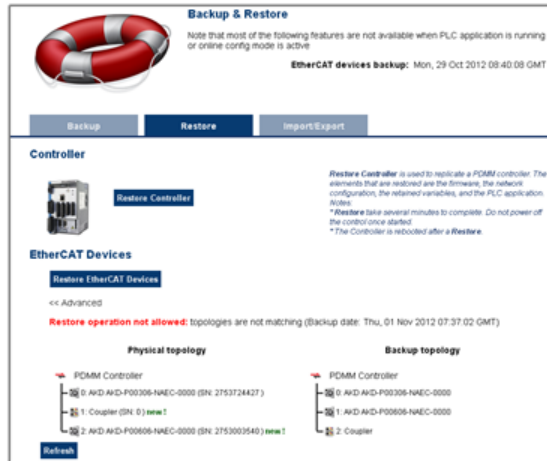 Backup & Restore
Note that most of the following features are not available when PLC application is running
or online config mode is active
EtherCAT devices backup: Mon, 29 Oct 2012 08:40:08 GMT
Backup Restore Import/Export
Controller
Restore Controller
Restore Controller is used to replicate a PDMM controller. The
elements that are restored are the firmware, the network
configuration, the retained variables, and the PLC application.
Notes:
* Restore take several minutes to complete. Do not power off
the control once started.
* The Controller is rebooted after a Restore.
EtherCAT Devices
Restore EtherCAT Devices
<< Advanced
Restore operation not allowed: topologies are not matching (Backup date: Thu, 01 Nov 2012 07:37:02 GMT)
Physical topology
PDMM Controller
0: AKD AKD-P00306-NAEC-0000 (SN: 2753724427)
1: Coupler (SN: 0) new!
2: AKD AKD-P00606-NAEC-0000 (SN: 2753003540) new!
Backup topology
PDMM Controller
0: AKD AKD-P00306-NAEC-0000
1: AKD AKD-P00606-NAEC-0000
2: Coupler
Refresh